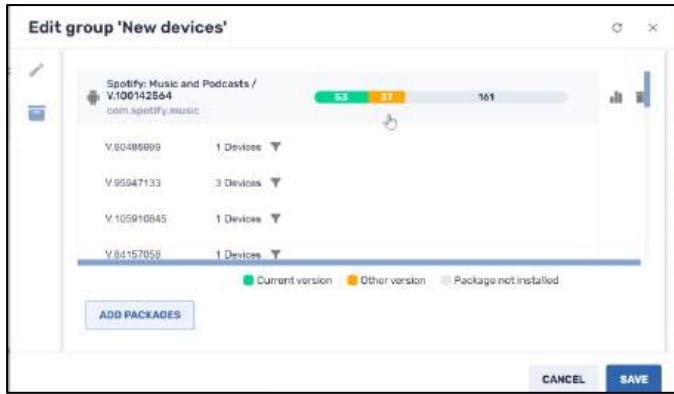 Edit group 'New devices'
Spotify: Music and Podcasts /
V.100142564
com.spotify.music
53 37 161
V.80486999 1 Devices
V.95947133 3 Devices
V.105910845 1 Devices
V.84157058 1 Devices
Current version Other version Package not installed
ADD PACKAGES
CANCEL SAVE